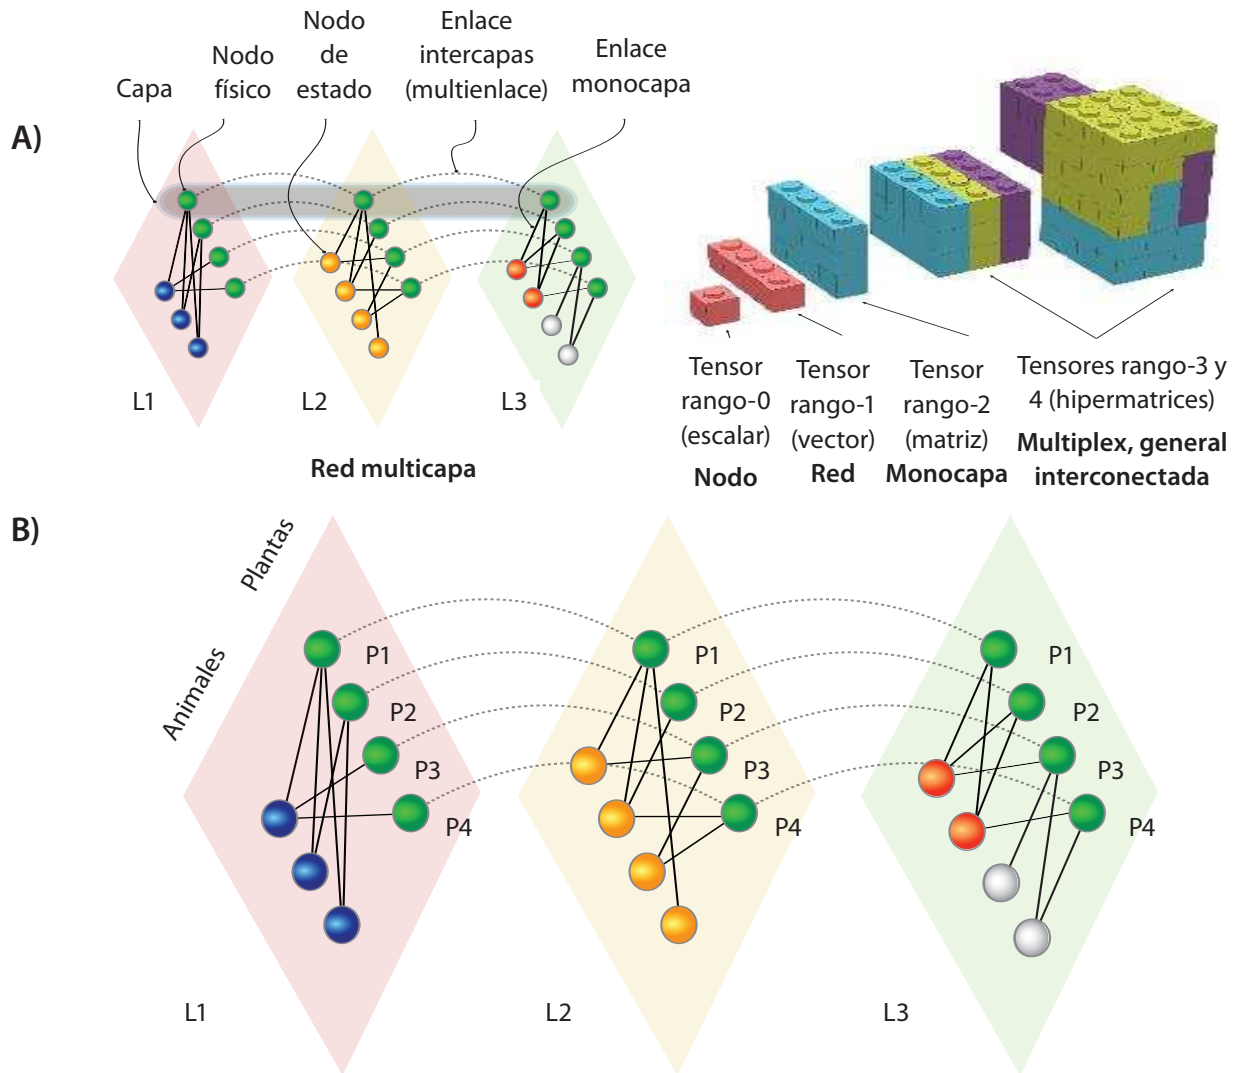 A)
Capa
Nodo
físico
Nodo
de
estado
Enlace
intercapas
(multienlace)
Enlace
monocapa
L1
L2
L3
Red multicapa
Tensor
rango-0
(escalar)
Nodo
Tensor
rango-1
(vector)
Red
Tensor
rango-2
(matriz)
Monocapa
Tensores rango-3 y
4 (hipermatrices)
Multiplex, general
interconectada
B)
Plantas
Animales
P1
P2
P3
P4
P1
P2
P3
P4
P1
P2
P3
P4
L1
L2
L3